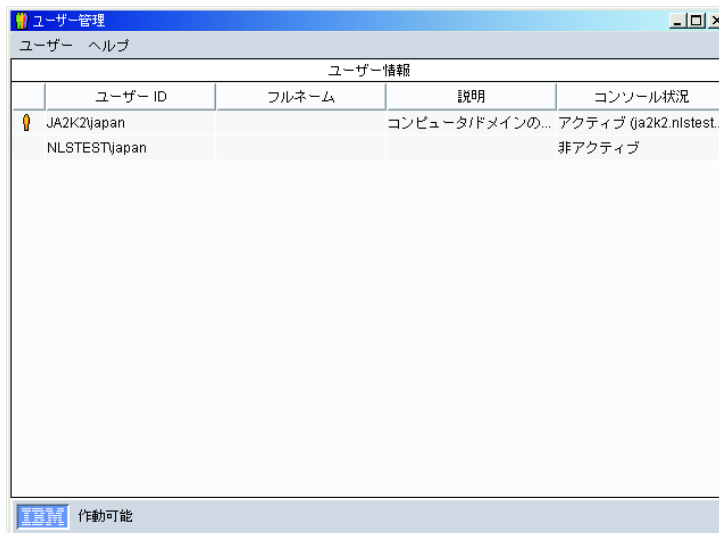 ユーザー管理
ユーザー ヘルプ
ユーザー情報
ユーザー ID フルネーム 説明 コンソール状況
JA2K2\japan コンピュータ/ドメインの... アクティブ (ja2k2.nlstest...
NLSTEST\japan 非アクティブ
IBM 作動可能